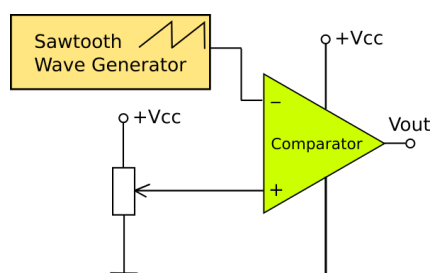 Sawtooth
Wave Generator
+Vcc
+Vcc
Vout
−
Comparator
+